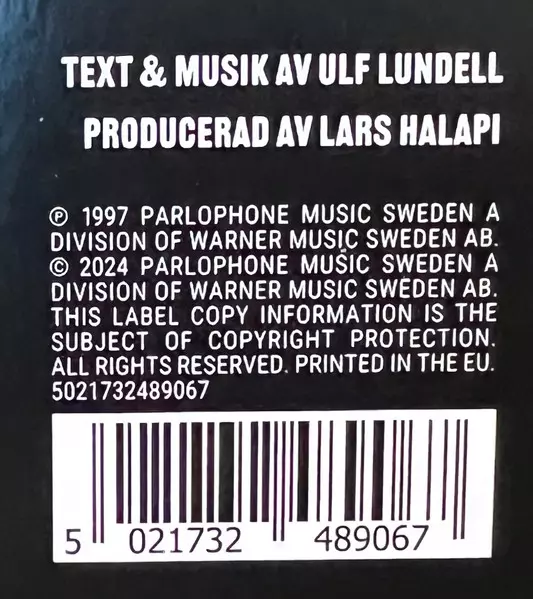 TEXT & MUSIK AV ULF LUNDELL
PRODUCERAD AV LARS HALAPI
℗ 1997 PARLOPHONE MUSIC SWEDEN A
DIVISION OF WARNER MUSIC SWEDEN AB.
© 2024 PARLOPHONE MUSIC SWEDEN A
DIVISION OF WARNER MUSIC SWEDEN AB.
THIS LABEL COPY INFORMATION IS THE
SUBJECT OF COPYRIGHT PROTECTION.
ALL RIGHTS RESERVED. PRINTED IN THE EU.
5021732489067
5 021732 489067